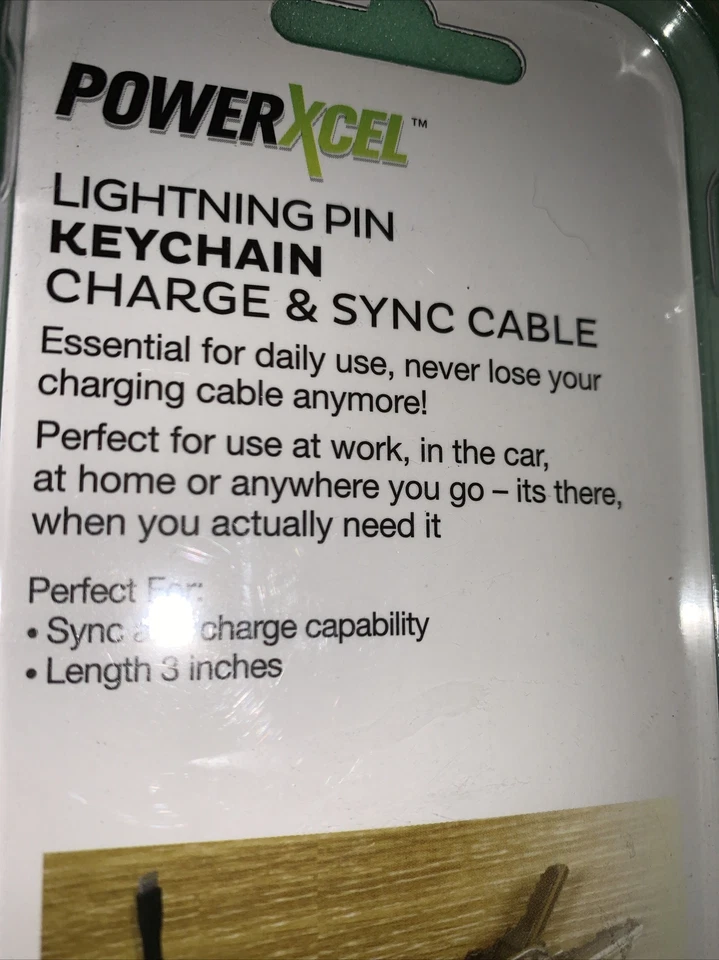 POWERXCEL™
LIGHTNING PIN
KEYCHAIN
CHARGE & SYNC CABLE
Essential for daily use, never lose your
charging cable anymore!
Perfect for use at work, in the car,
at home or anywhere you go – its there,
when you actually need it
Perfect For:
• Sync charge capability
• Length 3 inches